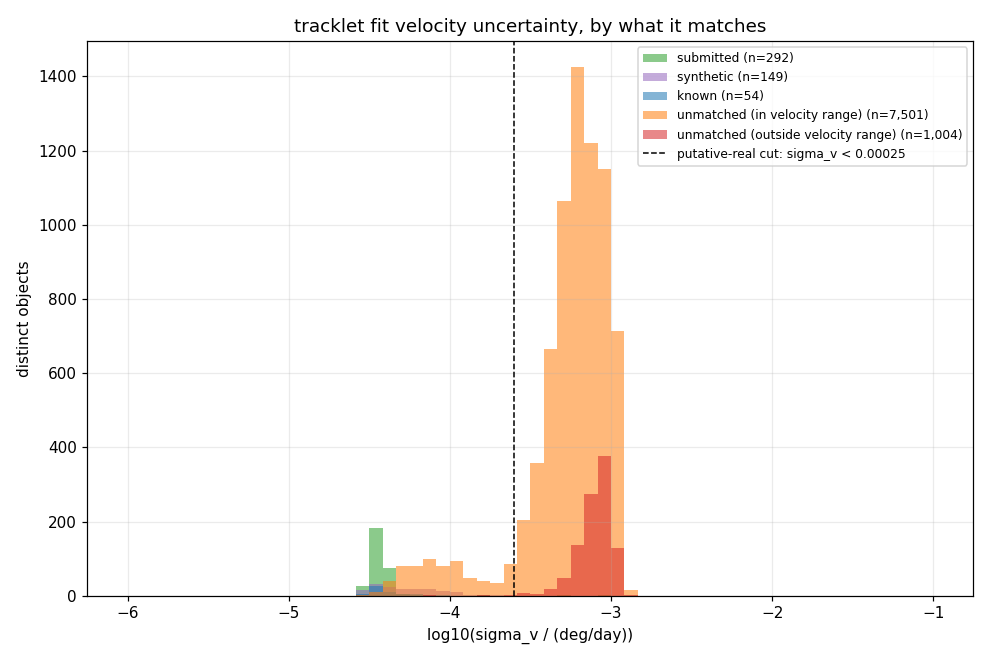 tracklet fit velocity uncertainty, by what it matches
submitted (n=292)
synthetic (n=149)
known (n=54)
unmatched (in velocity range) (n=7,501)
unmatched (outside velocity range) (n=1,004)
putative-real cut: sigma_v < 0.00025
distinct objects
1400
1200
1000
800
600
400
200
0
−6
−5
−4
−3
−2
−1
log10(sigma_v / (deg/day))